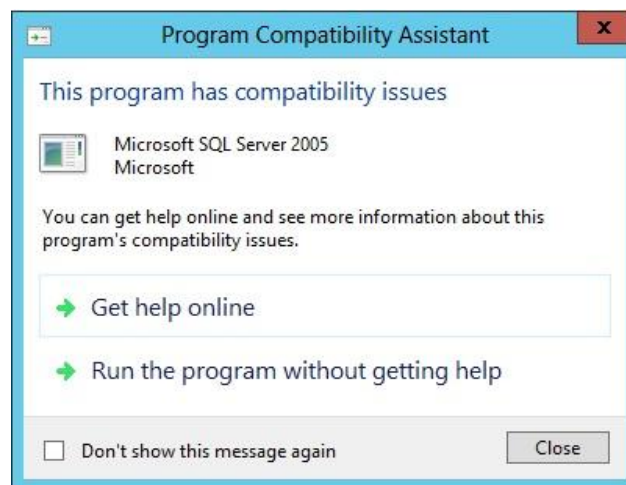 Program Compatibility Assistant
x
This program has compatibility issues
Microsoft SQL Server 2005
Microsoft
You can get help online and see more information about this
program's compatibility issues.
Get help online
Run the program without getting help
Don't show this message again
Close